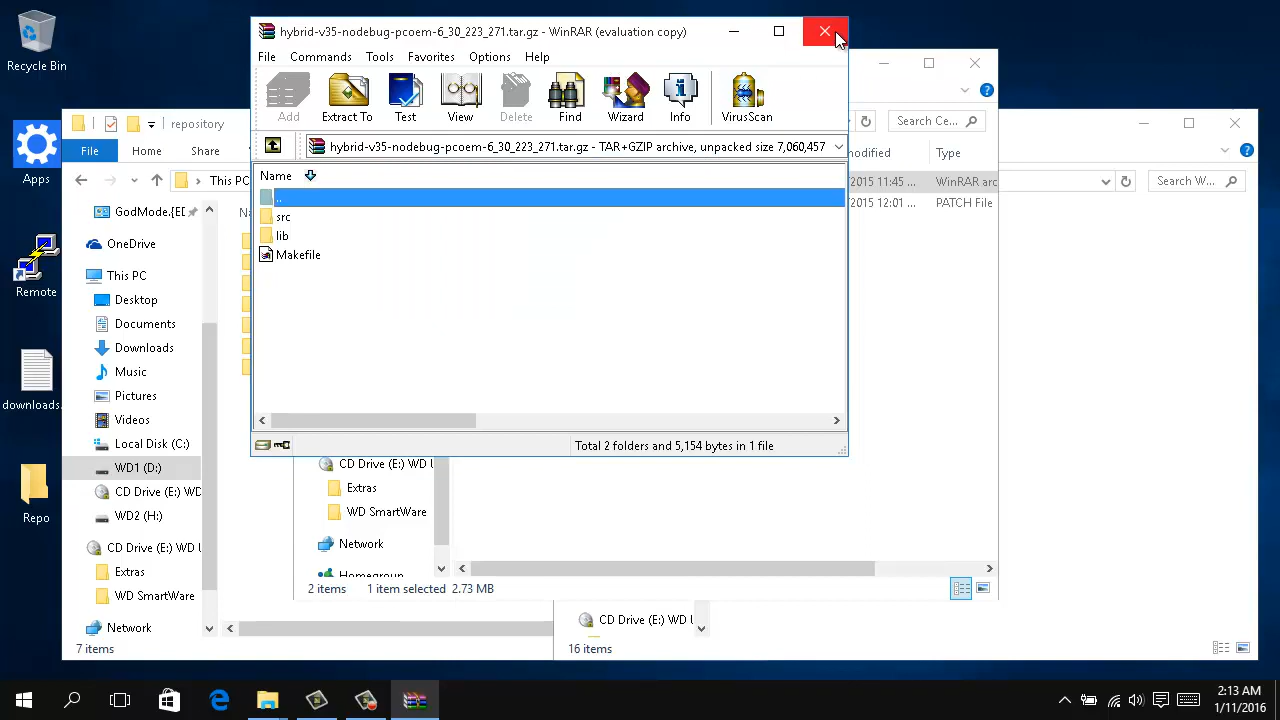 Recycle Bin
Apps
Remote
downloads.
Repo
hybrid-v35-nodebug-pcoem-6_30_223_271.tar.gz - WinRAR (evaluation copy)
File Commands Tools Favorites Options Help
Add Extract To Test View Delete Find Wizard Info VirusScan
hybrid-v35-nodebug-pcoem-6_30_223_271.tar.gz - TAR+GZIP archive, unpacked size 7,060,457
Name
..
src
lib
Makefile
Total 2 folders and 5,154 bytes in 1 file
repository
File Home Share
This PC
GodMode.{ED
OneDrive
This PC
Desktop
Documents
Downloads
Music
Pictures
Videos
Local Disk (C:)
WD1 (D:)
CD Drive (E:) WD
WD2 (H:)
CD Drive (E:) WD U
Extras
WD SmartWare
Network
7 items
Search Ce...
odified Type
2015 11:45 ... WinRAR arc
2015 12:01 ... PATCH File
CD Drive (E:) WD U
Extras
WD SmartWare
Network
Homegroup
2 items 1 item selected 2.73 MB
Search W...
CD Drive (E:) WD U
16 items
2:13 AM
1/11/2016